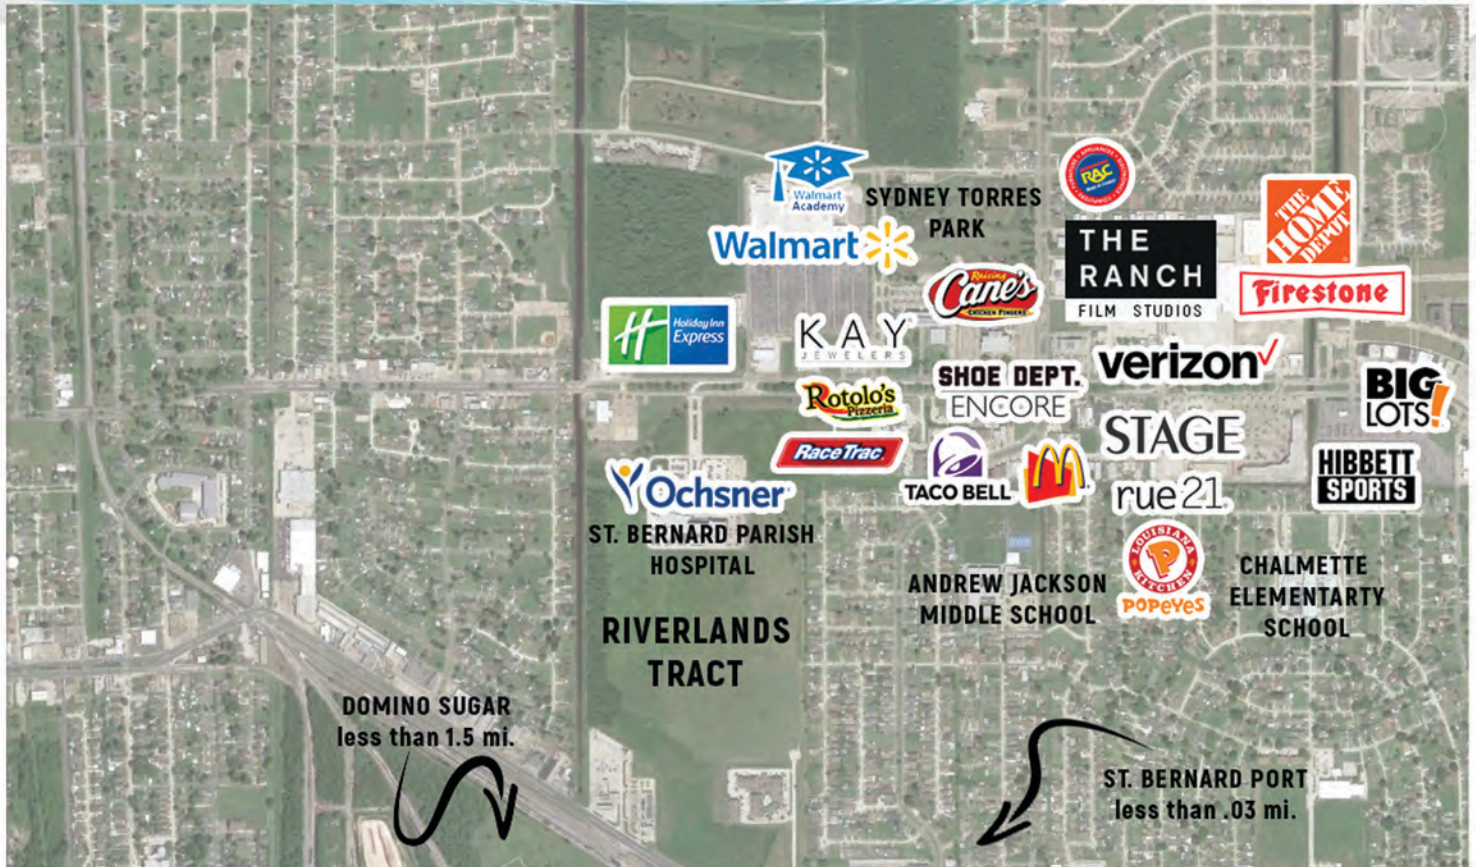 Walmart
Academy
SYDNEY TORRES
PARK
Walmart
RAC
THE
RANCH
FILM STUDIOS
THE
HOME
DEPOT
Firestone
Raising
Cane's
CHICKEN FINGERS
Holiday Inn
Express
KAY
JEWELERS
verizon
SHOE DEPT.
ENCORE
Rotolo's
Pizzeria
BIG
LOTS!
STAGE
RaceTrac
TACO BELL
HIBBETT
SPORTS
Ochsner
rue21
ST. BERNARD PARISH
HOSPITAL
LOUISIANA
KITCHEN
POPEYES
ANDREW JACKSON
MIDDLE SCHOOL
CHALMETTE
ELEMENTARTY
SCHOOL
RIVERLANDS
TRACT
DOMINO SUGAR
less than 1.5 mi.
ST. BERNARD PORT
less than .03 mi.